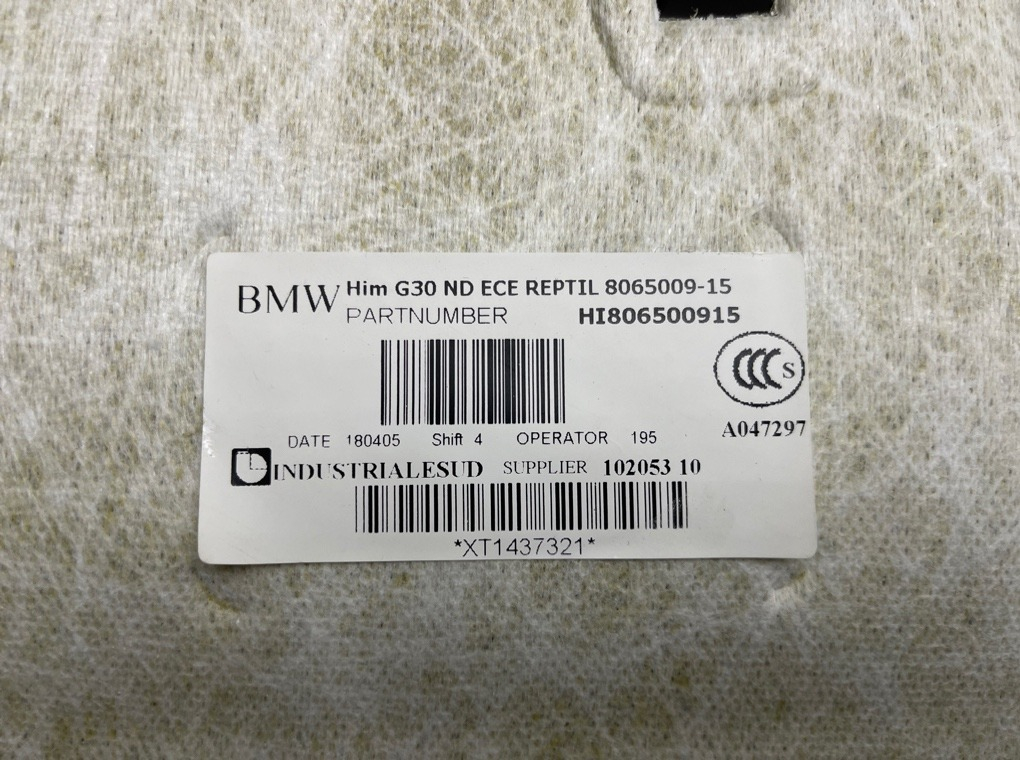 BMW Him G30 ND ECE REPTIL 8065009-15
PARTNUMBER HI806500915
CCC S
A047297
DATE 180405 Shift 4 OPERATOR 195
INDUSTRIALESUD SUPPLIER 102053 10
*XT1437321*